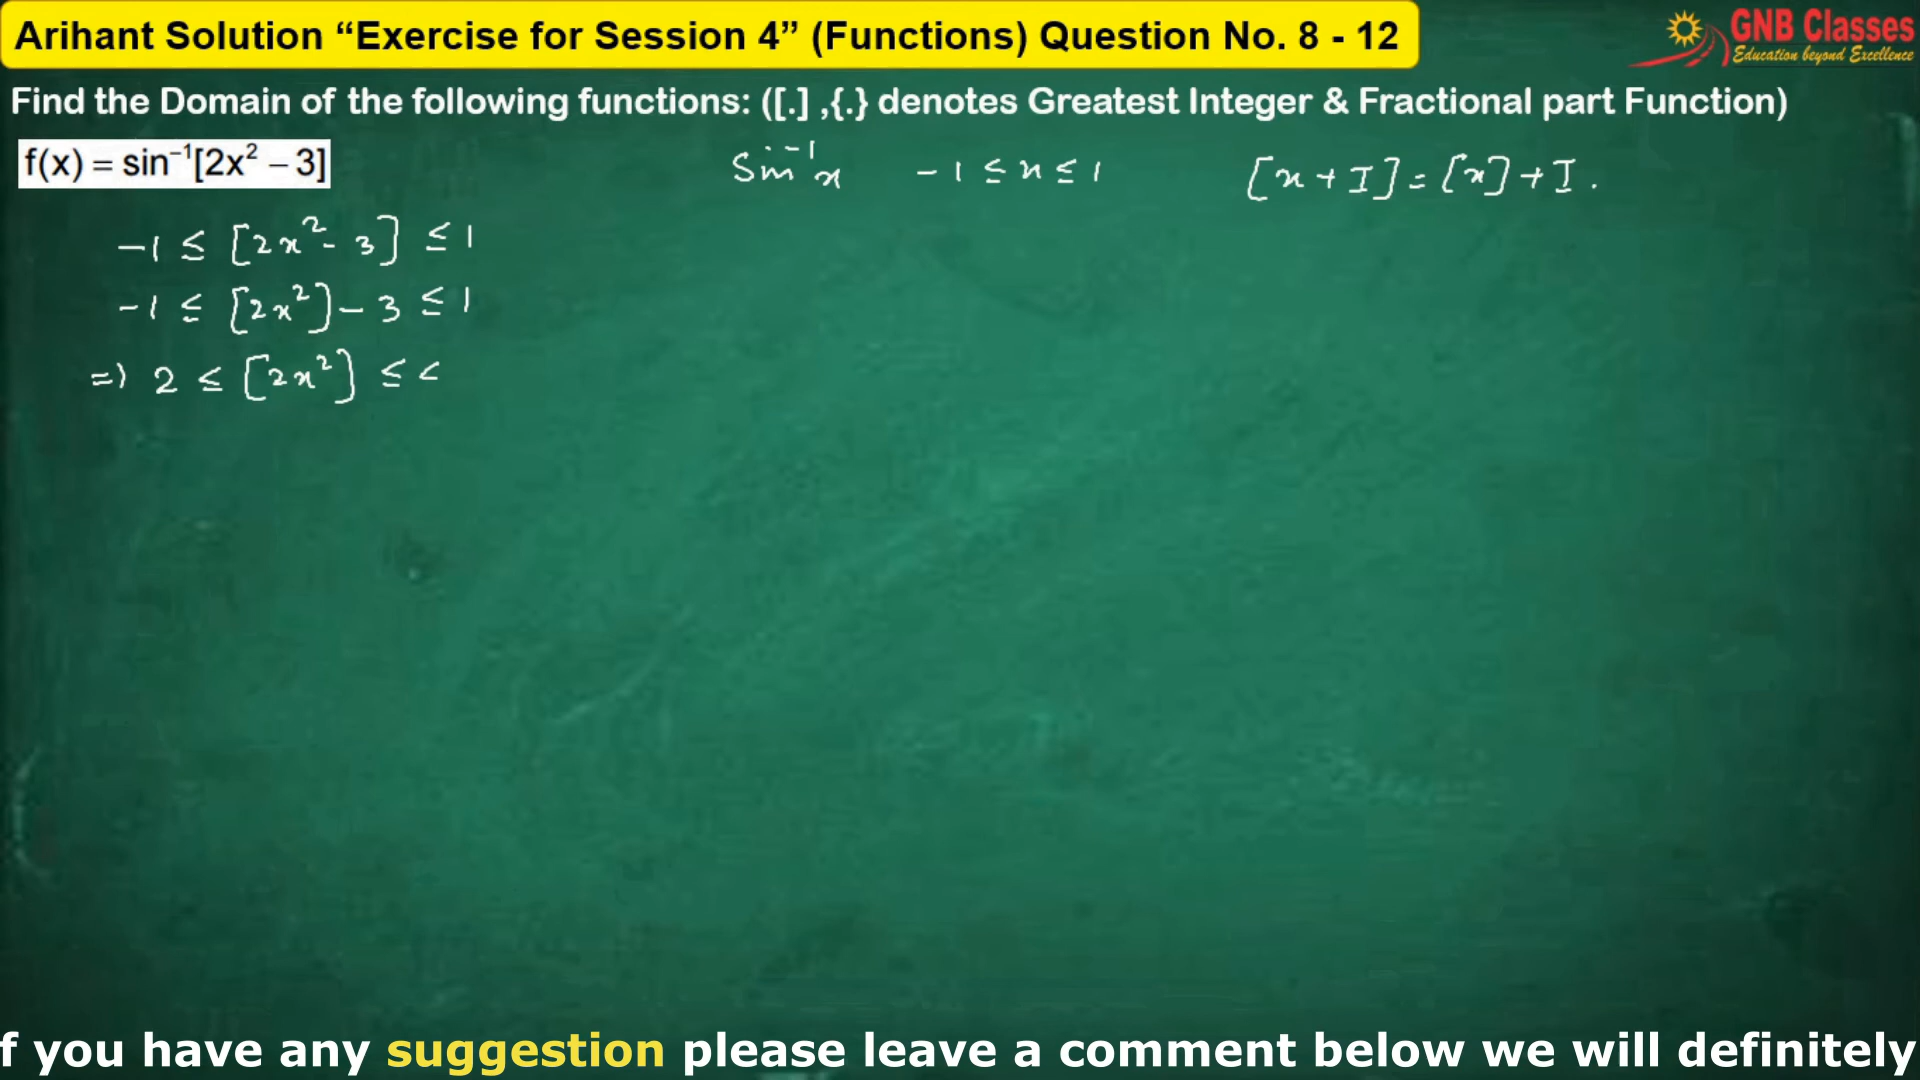 Arihant Solution “Exercise for Session 4” (Functions) Question No. 8 - 12
GNB Classes
Education beyond Excellence
Find the Domain of the following functions: ([.] ,{.} denotes Greatest Integer & Fractional part Function)
f(x) = sin⁻¹[2x² – 3]
Sin⁻¹x -1 ≤ x ≤ 1 [x + I] = [x] + I .
-1 ≤ [2x² - 3] ≤ 1
-1 ≤ [2x²] - 3 ≤ 1
=) 2 ≤ [2x²] ≤
f you have any suggestion please leave a comment below we will definitely